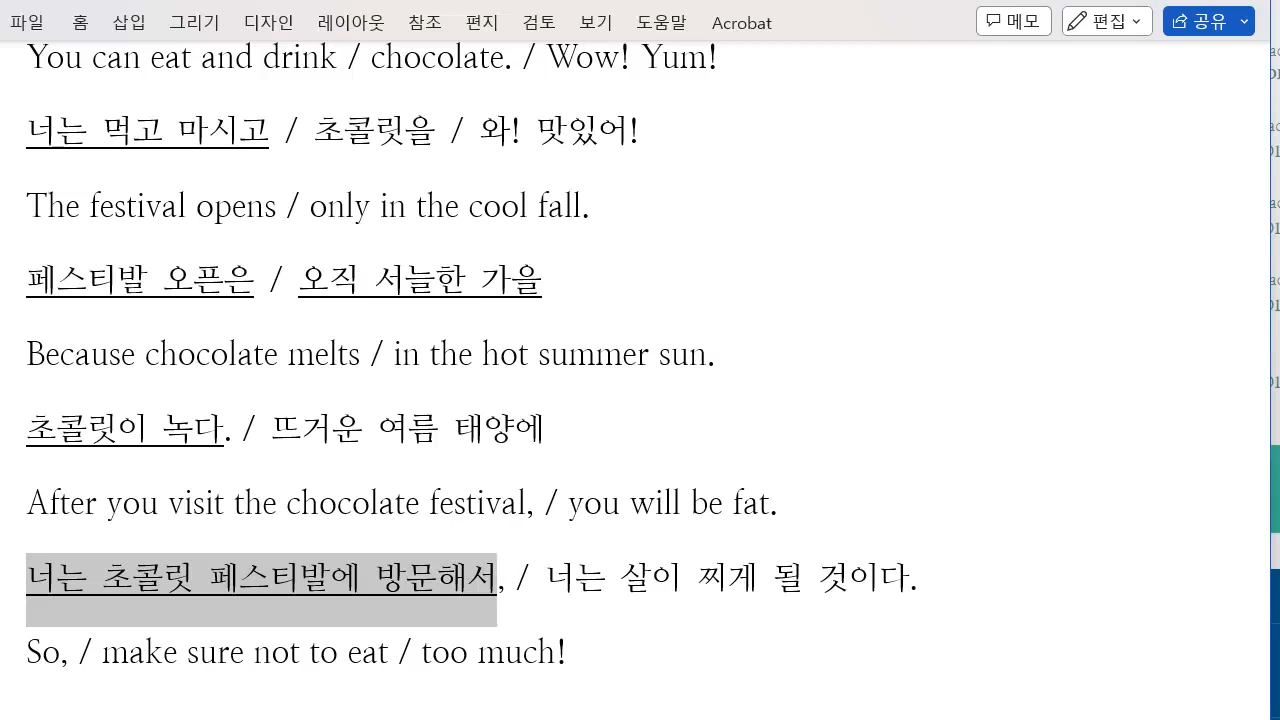 파일 홈 삽입 그리기 디자인 레이아웃 참조 편지 검토 보기 도움말 Acrobat 메모 편집 공유
You can eat and drink / chocolate. / Wow! Yum!
너는 먹고 마시고 / 초콜릿을 / 와! 맛있어!
The festival opens / only in the cool fall.
페스티발 오픈은 / 오직 서늘한 가을
Because chocolate melts / in the hot summer sun.
초콜릿이 녹다. / 뜨거운 여름 태양에
After you visit the chocolate festival, / you will be fat.
너는 초콜릿 페스티발에 방문해서, / 너는 살이 찌게 될 것이다.
So, / make sure not to eat / too much!